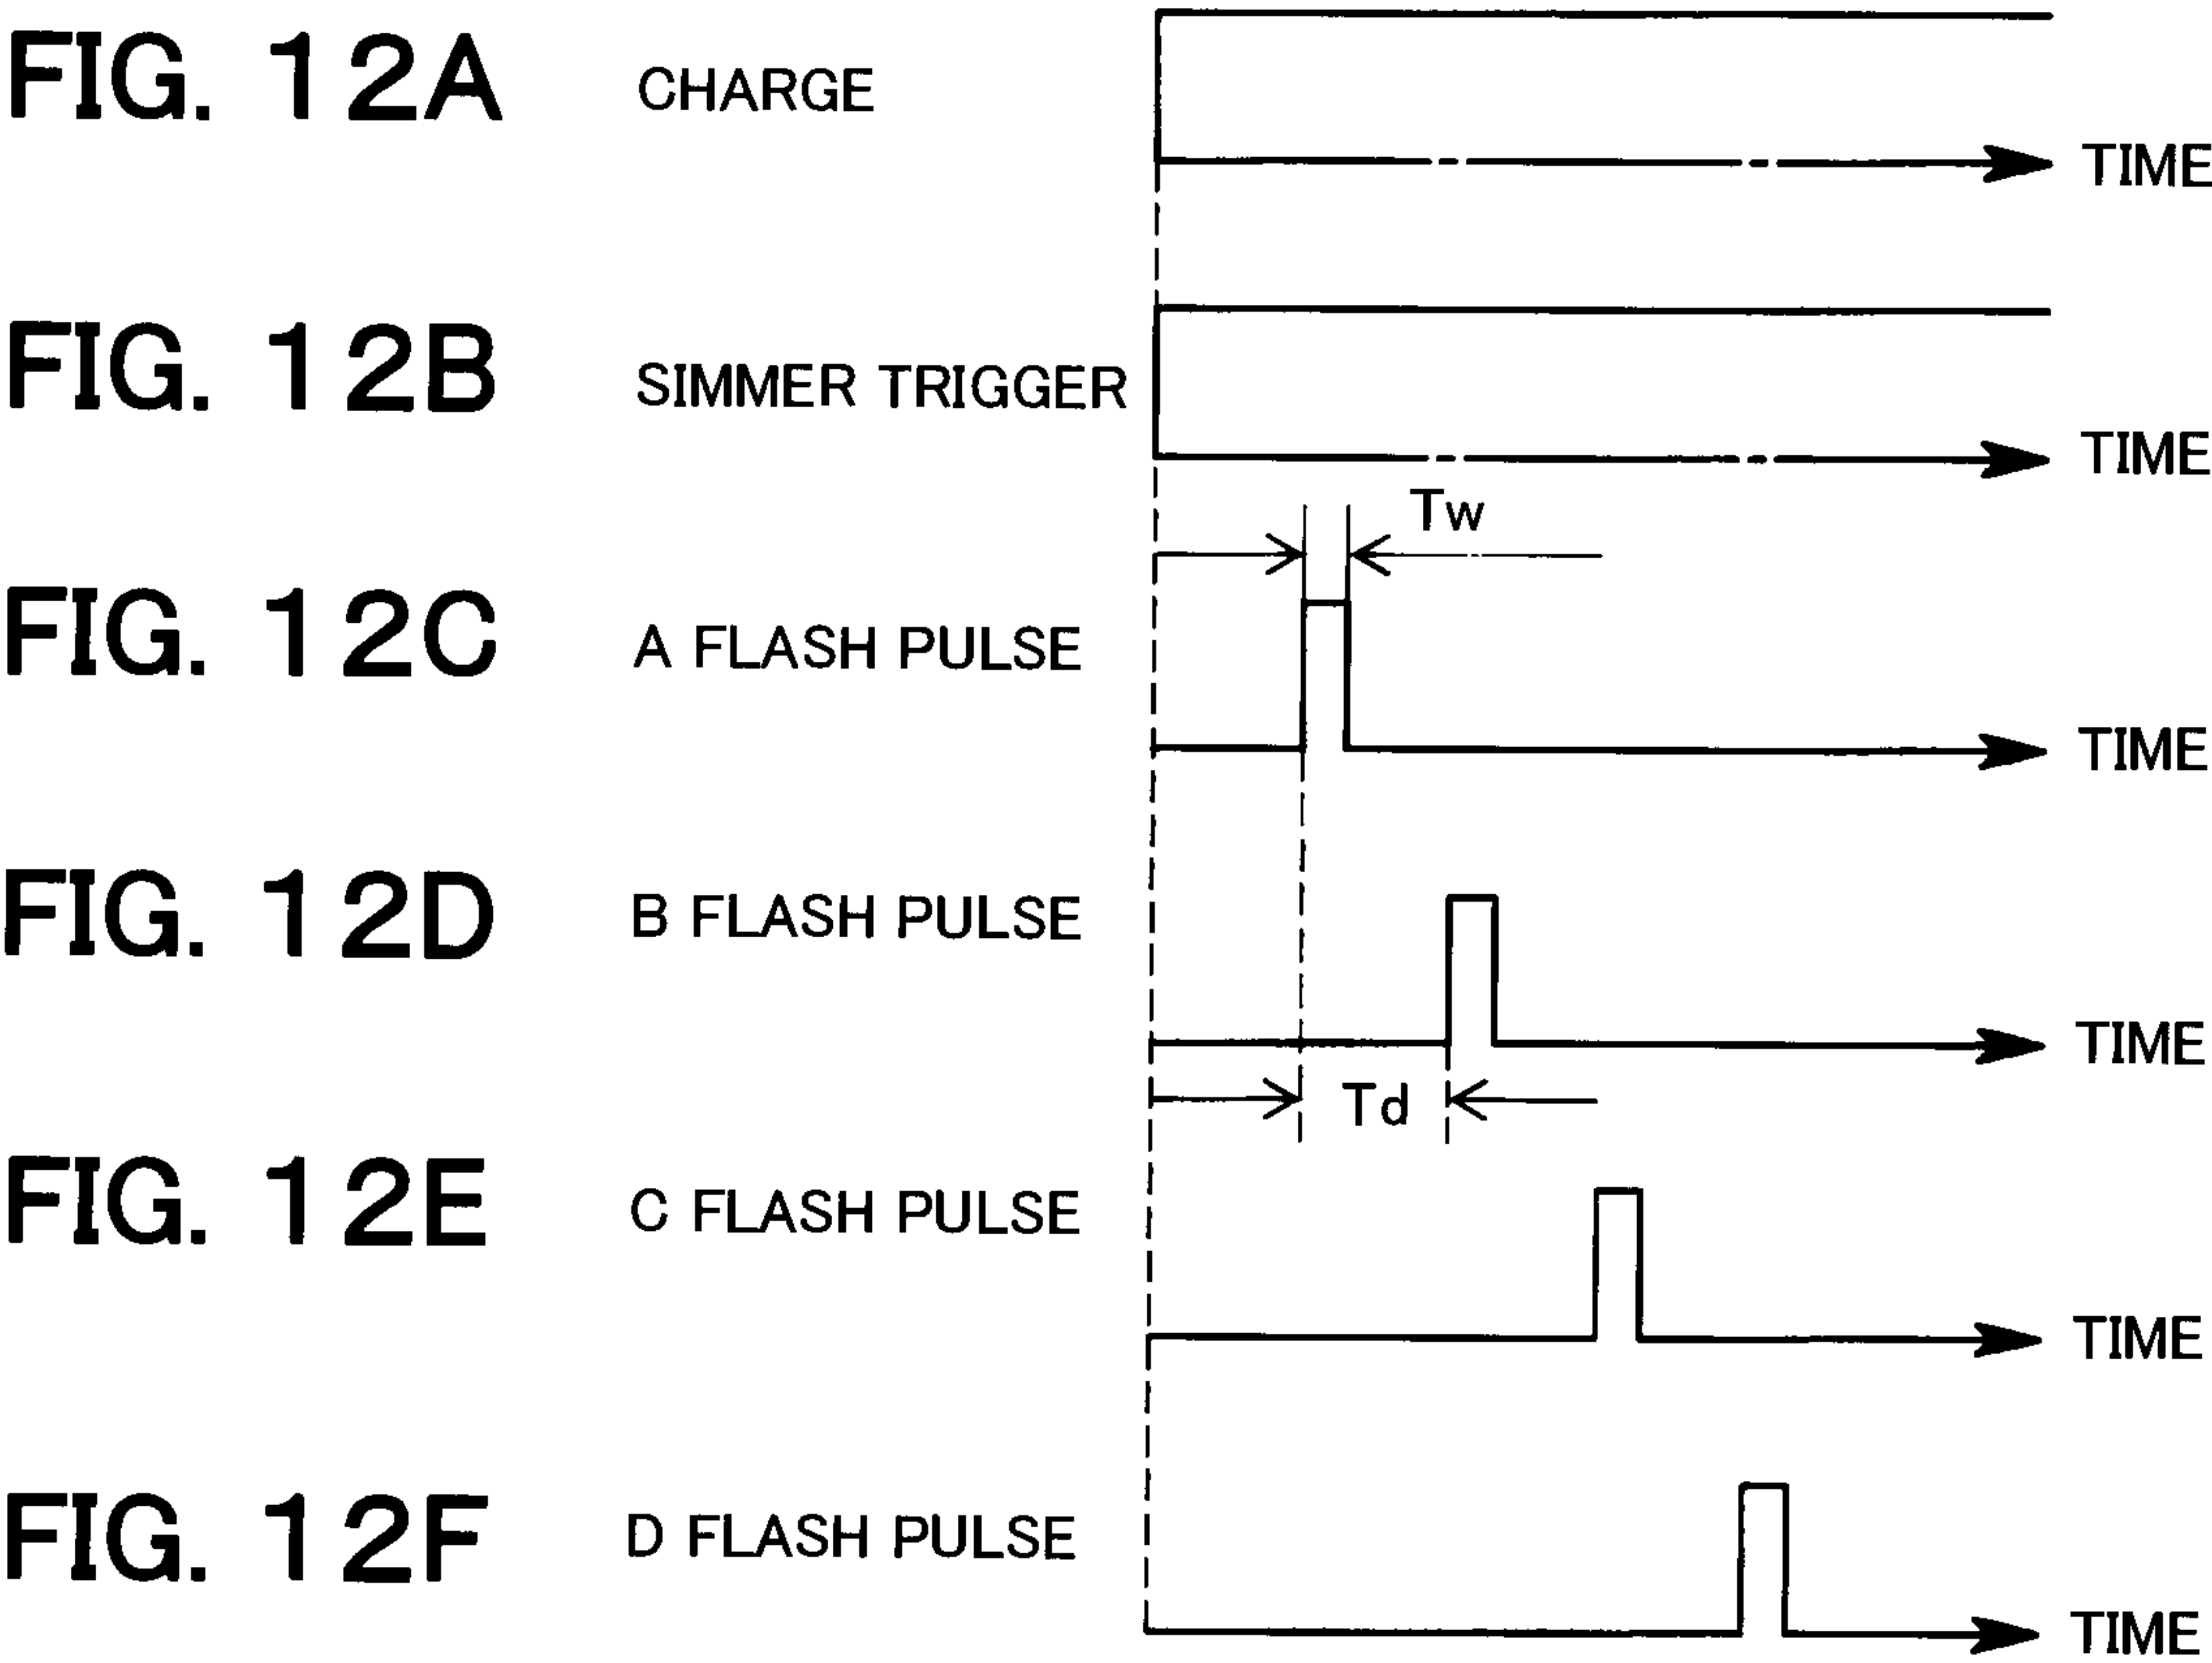 FIG. 12A CHARGE
TIME
FIG. 12B SIMMER TRIGGER
TIME
Tw
FIG. 12C A FLASH PULSE
TIME
FIG. 12D B FLASH PULSE
TIME
Td
FIG. 12E C FLASH PULSE
TIME
FIG. 12F D FLASH PULSE
TIME